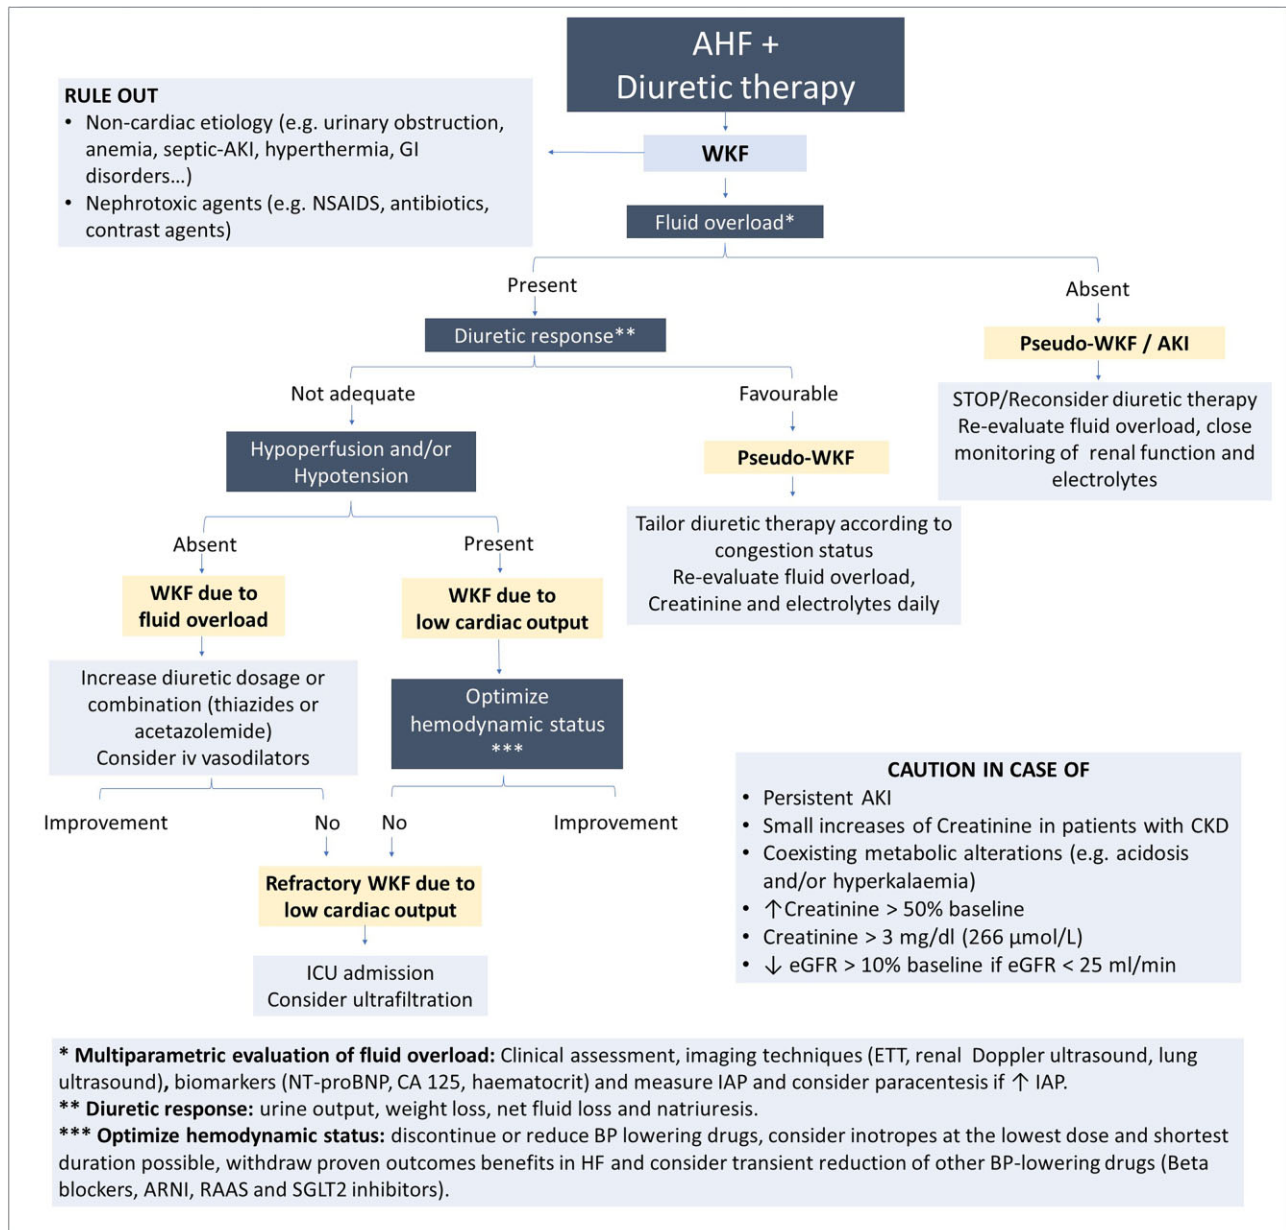 AHF +
Diuretic therapy
RULE OUT
• Non-cardiac etiology (e.g. urinary obstruction,
anemia, septic-AKI, hyperthermia, GI
disorders...)
• Nephrotoxic agents (e.g. NSAIDS, antibiotics,
contrast agents)
WKF
Fluid overload*
Present
Absent
Diuretic response**
Pseudo-WKF / AKI
Not adequate
Favourable
STOP/Reconsider diuretic therapy
Re-evaluate fluid overload, close
monitoring of renal function and
electrolytes
Hypoperfusion and/or
Hypotension
Pseudo-WKF
Tailor diuretic therapy according to
congestion status
Re-evaluate fluid overload,
Creatinine and electrolytes daily
Absent
Present
WKF due to
fluid overload
WKF due to
low cardiac output
Increase diuretic dosage or
combination (thiazides or
acetazolemide)
Consider iv vasodilators
Optimize
hemodynamic status
***
Improvement
No
No
Improvement
Refractory WKF due to
low cardiac output
ICU admission
Consider ultrafiltration
CAUTION IN CASE OF
• Persistent AKI
• Small increases of Creatinine in patients with CKD
• Coexisting metabolic alterations (e.g. acidosis
and/or hyperkalaemia)
• ↑Creatinine > 50% baseline
• Creatinine > 3 mg/dl (266 µmol/L)
• ↓ eGFR > 10% baseline if eGFR < 25 ml/min
* Multiparametric evaluation of fluid overload: Clinical assessment, imaging techniques (ETT, renal Doppler ultrasound, lung
ultrasound), biomarkers (NT-proBNP, CA 125, haematocrit) and measure IAP and consider paracentesis if ↑ IAP.
** Diuretic response: urine output, weight loss, net fluid loss and natriuresis.
*** Optimize hemodynamic status: discontinue or reduce BP lowering drugs, consider inotropes at the lowest dose and shortest
duration possible, withdraw proven outcomes benefits in HF and consider transient reduction of other BP-lowering drugs (Beta
blockers, ARNI, RAAS and SGLT2 inhibitors).